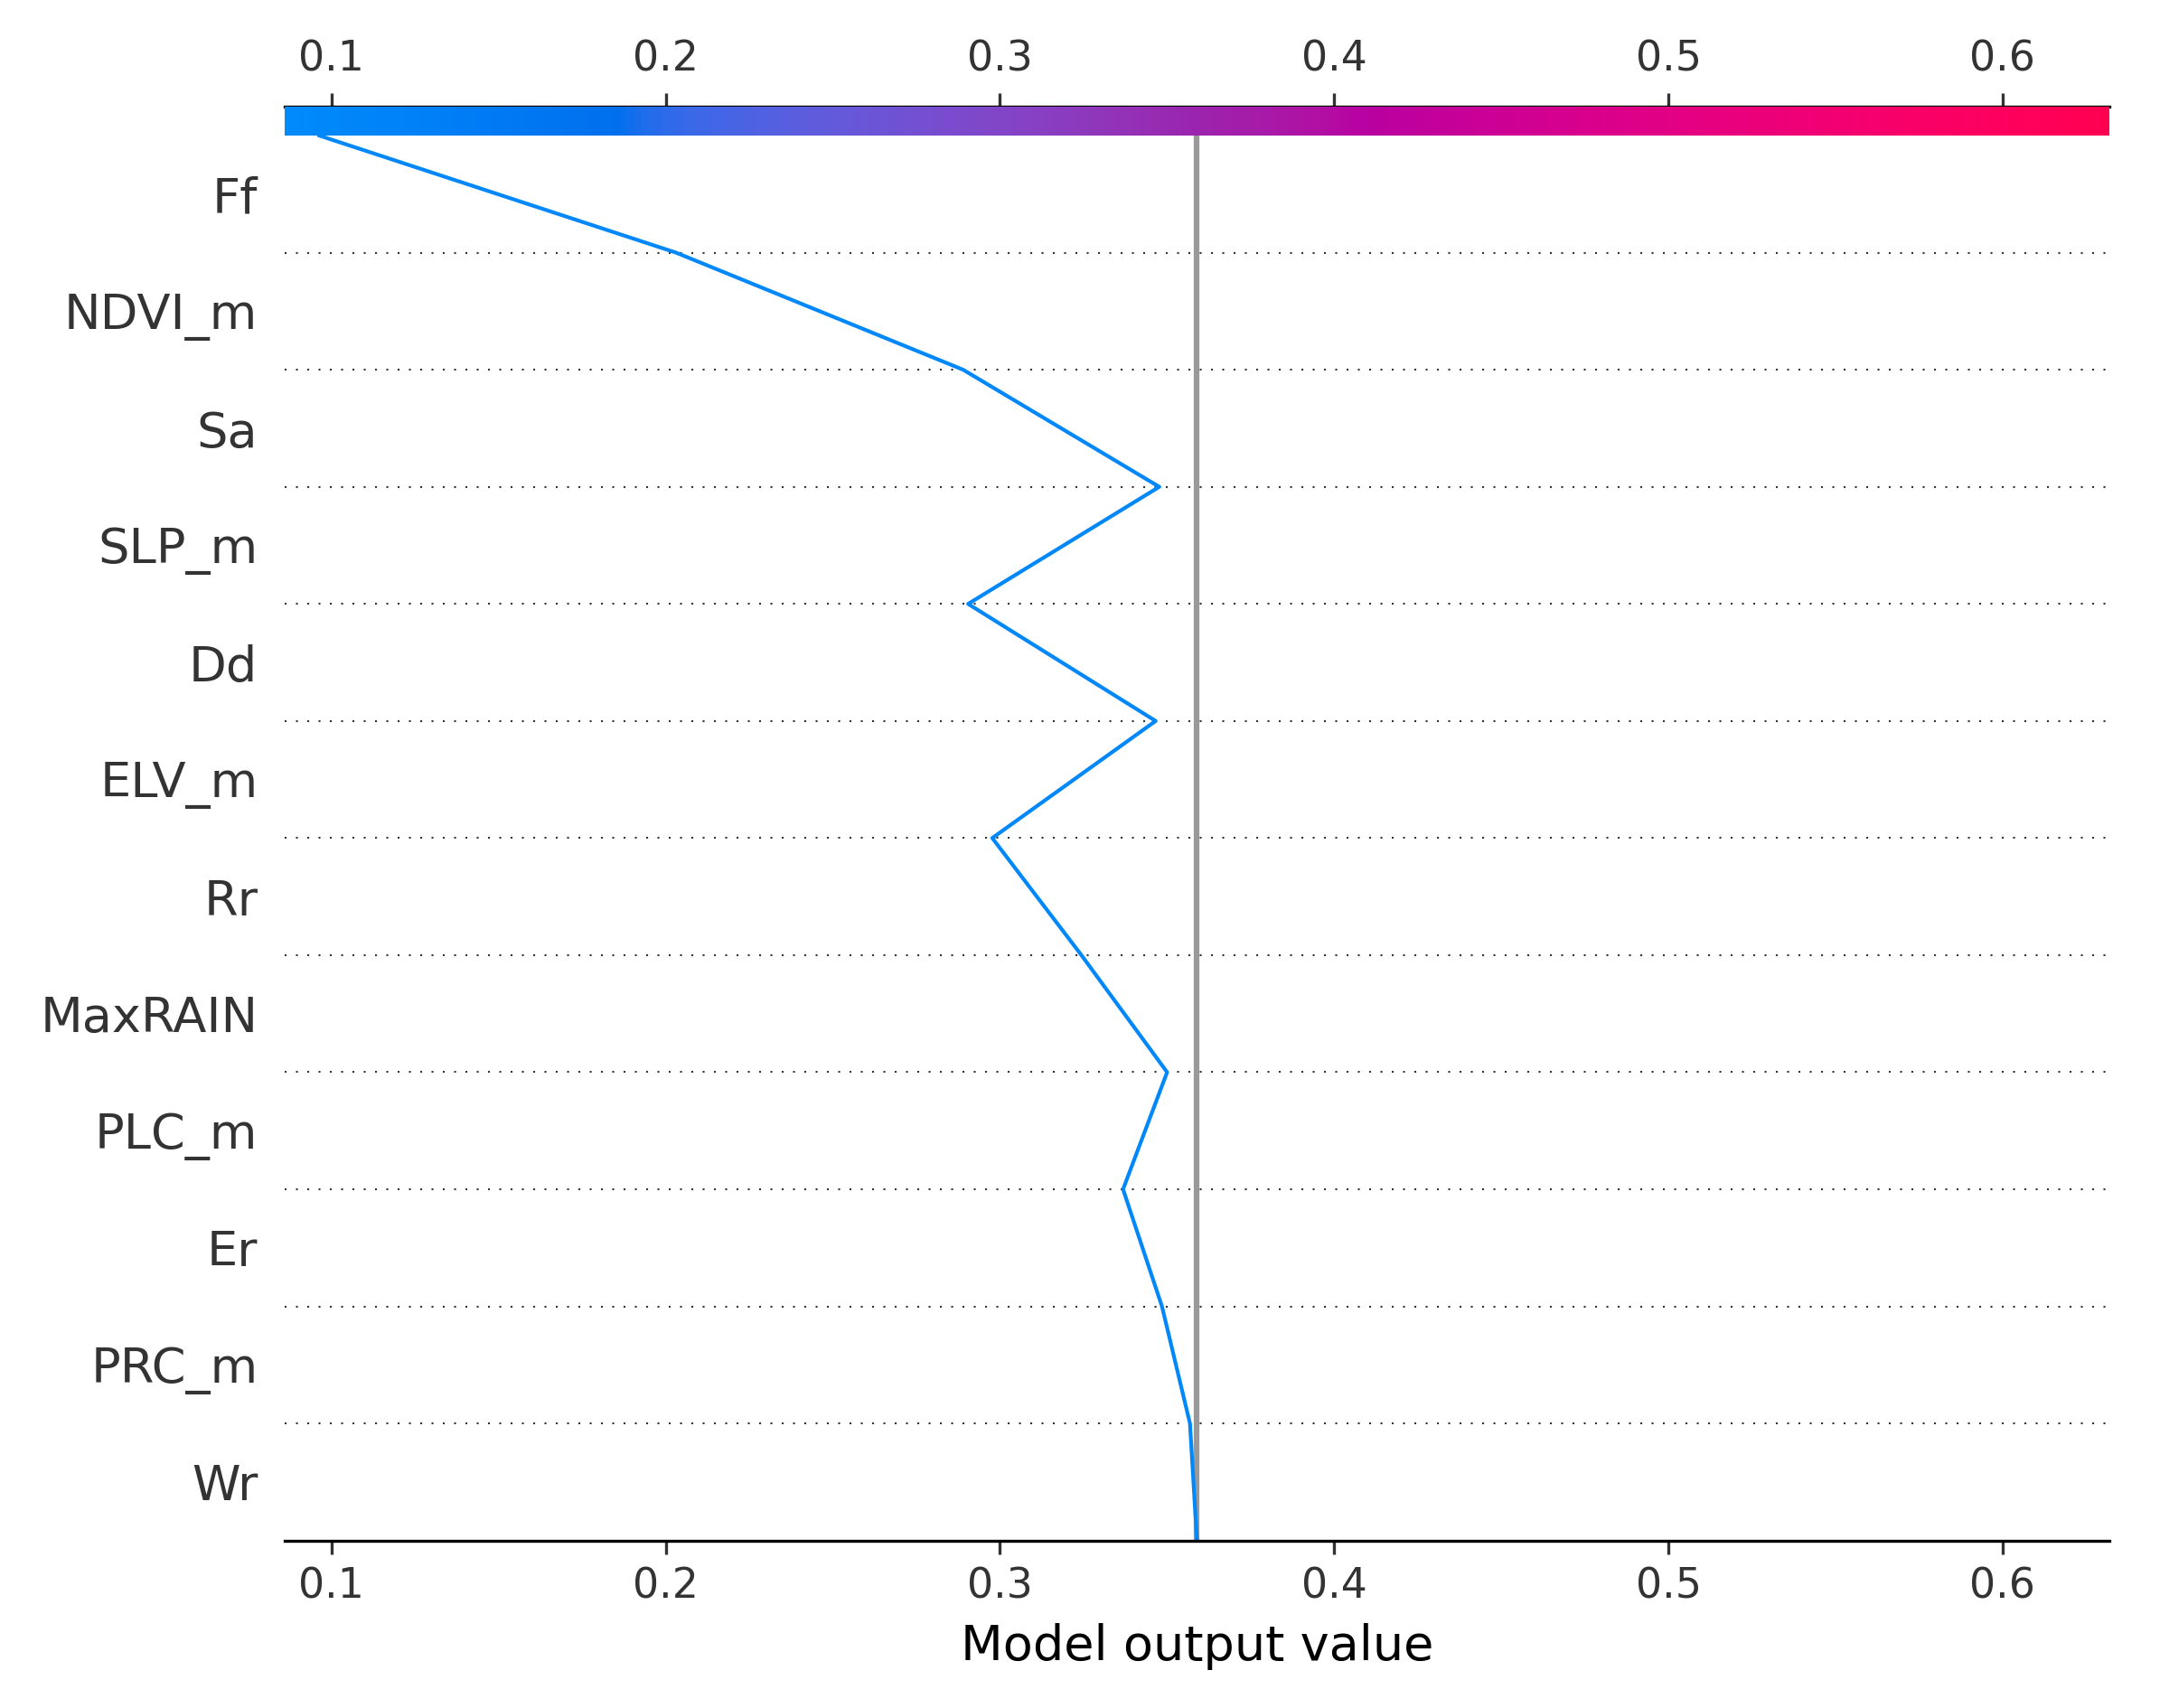 0.1 0.2 0.3 0.4 0.5 0.6
Ff
NDVI_m
Sa
SLP_m
Dd
ELV_m
Rr
MaxRAIN
PLC_m
Er
PRC_m
Wr
0.1 0.2 0.3 0.4 0.5 0.6
Model output value